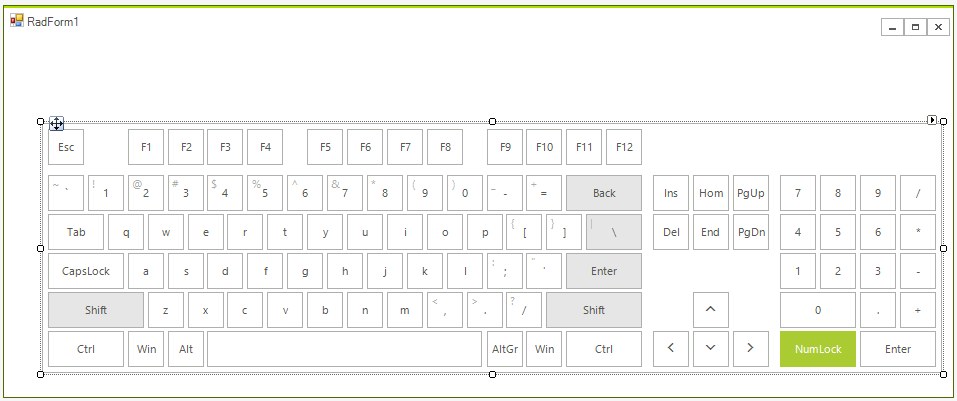 RadForm1
Esc F1 F2 F3 F4 F5 F6 F7 F8 F9 F10 F11 F12
~ ` ! 1 @ 2 # 3 $ 4 % 5 ^ 6 & 7 * 8 ( 9 ) 0 _ - + = Back Ins Hom PgUp 7 8 9 /
Tab q w e r t y u i o p { [ } ] | \ Del End PgDn 4 5 6 *
CapsLock a s d f g h j k l : ; " ' Enter 1 2 3 -
Shift z x c v b n m < , > . ? / Shift 0 . +
Ctrl Win Alt AltGr Win Ctrl NumLock Enter